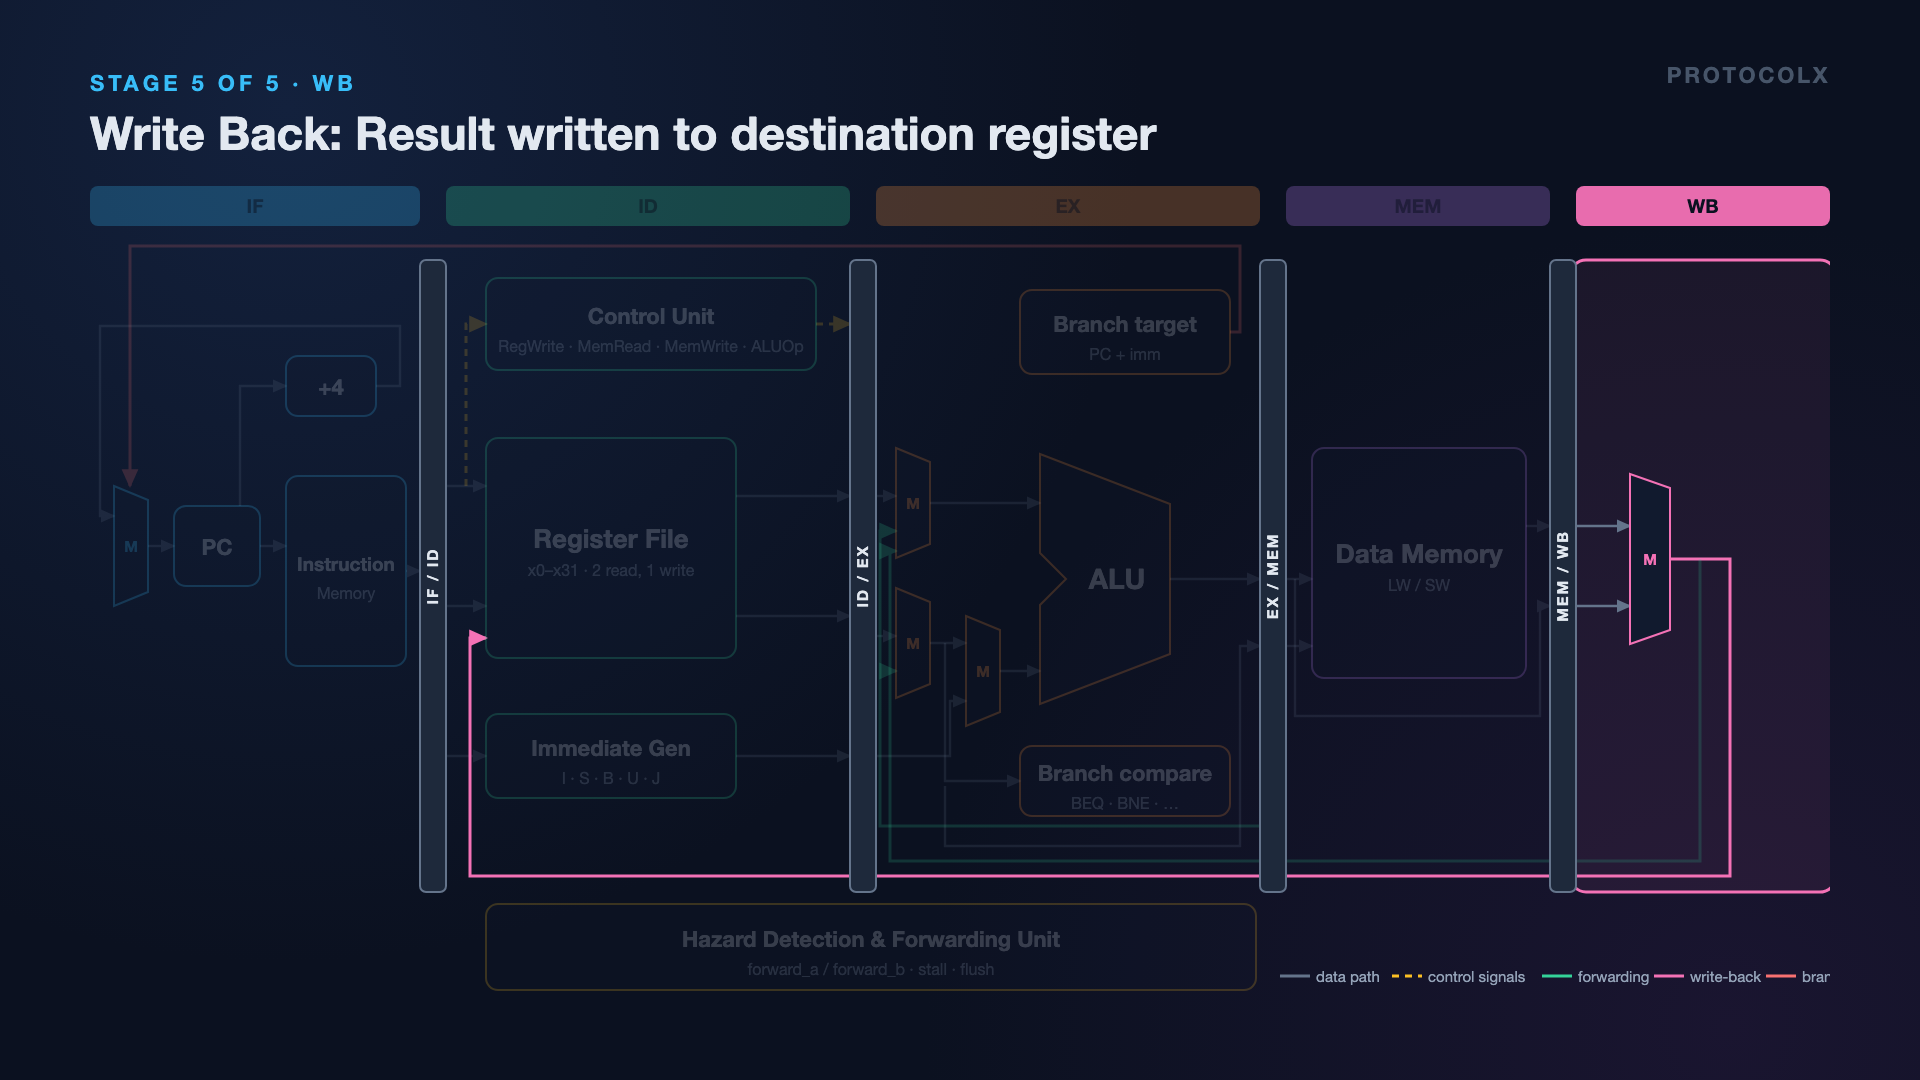 STAGE 5 OF 5 · WB
PROTOCOLX
Write Back: Result written to destination register
IF
ID
EX
MEM
WB
Control Unit
RegWrite · MemRead · MemWrite · ALUOp
Branch target
PC + imm
+4
M
PC
Instruction
Memory
IF / ID
Register File
x0–x31 · 2 read, 1 write
ID / EX
M
M
M
ALU
EX / MEM
Data Memory
LW / SW
MEM / WB
M
Immediate Gen
I · S · B · U · J
Branch compare
BEQ · BNE · …
Hazard Detection & Forwarding Unit
forward_a / forward_b · stall · flush
data path
control signals
forwarding
write-back
bran